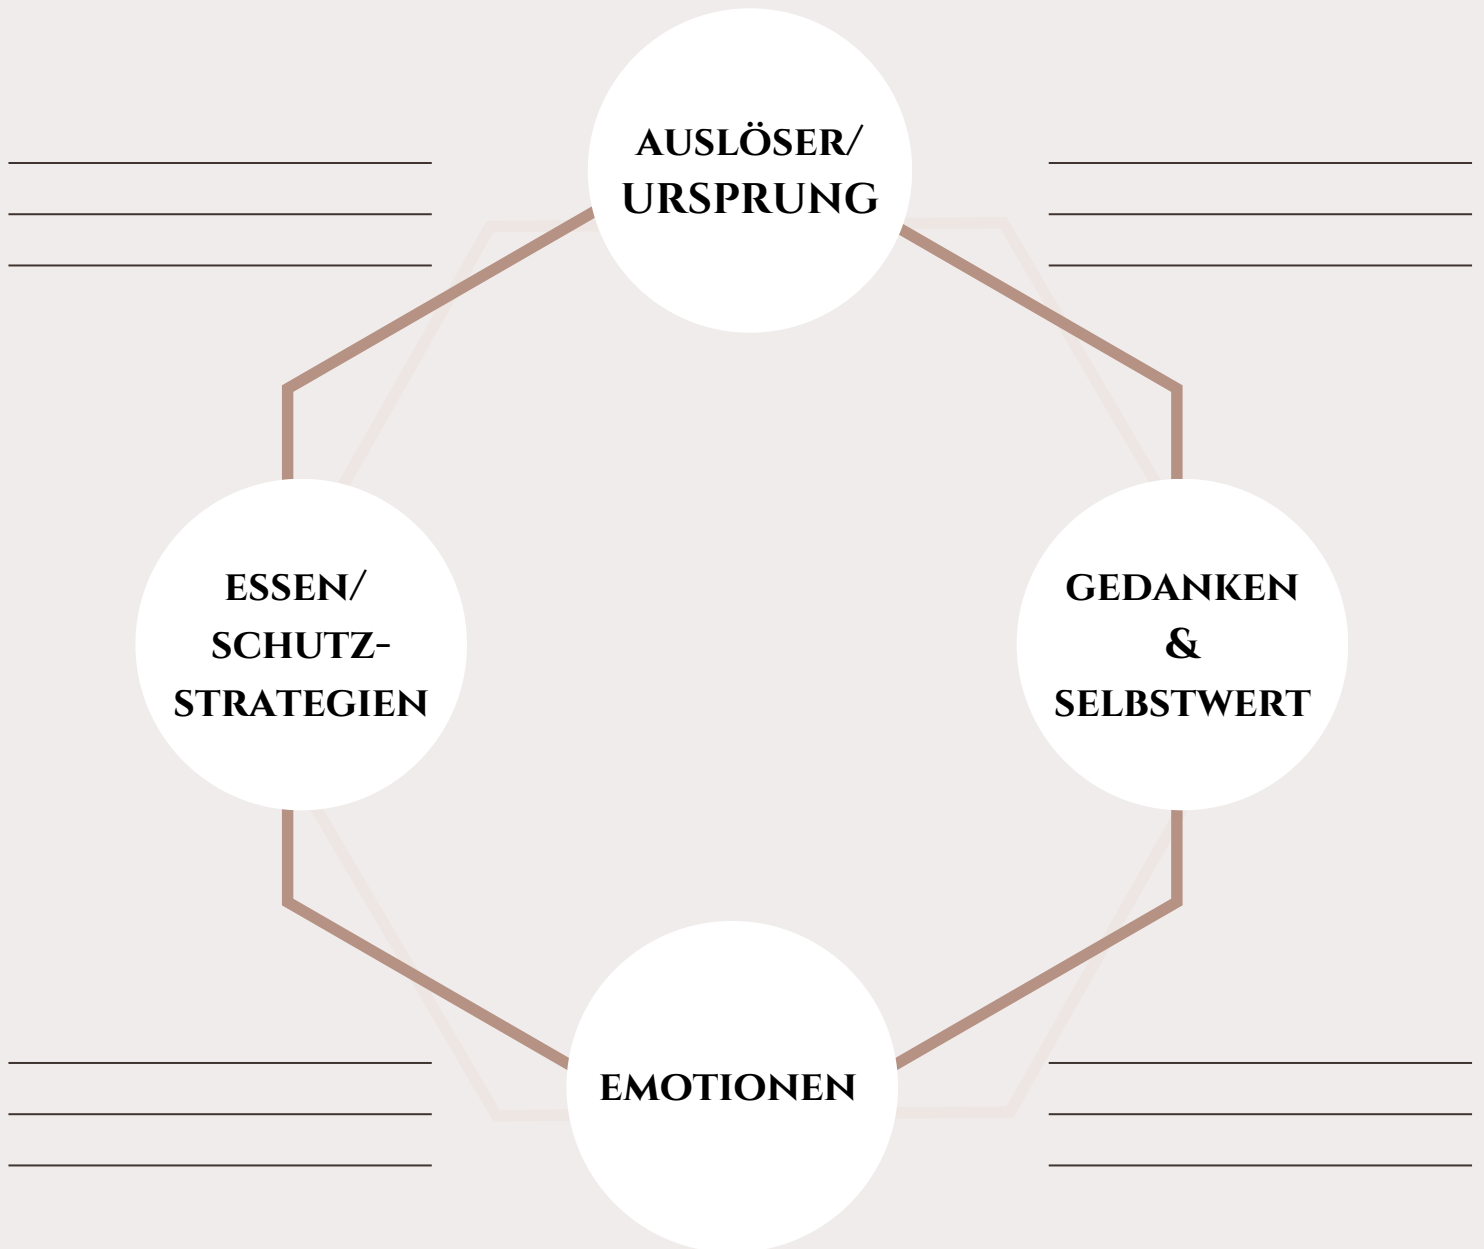 AUSLÖSER/
URSPRUNG
ESSEN/
SCHUTZ-
STRATEGIEN
GEDANKEN
&
SELBSTWERT
EMOTIONEN